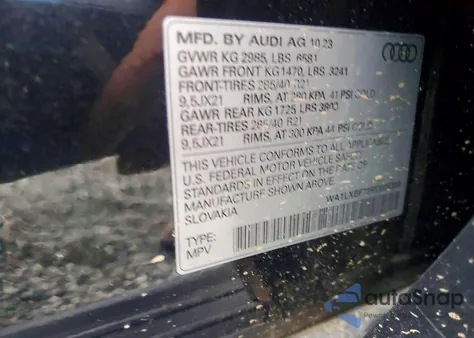 MFD. BY AUDI AG 10.23
GVWR KG 2985, LBS 6581
GAWR FRONT KG 1470, LBS 3241
FRONT-TIRES 285/40 R21
9,5JX21 RIMS, AT 280 KPA 41 PSI COLD
GAWR REAR KG 1725 LBS 3803
REAR-TIRES 285/40 R21
9,5JX21 RIMS, AT 300 KPA 44 PSI COLD
THIS VEHICLE CONFORMS TO ALL
U.S. FEDERAL MOTOR VEHICLE SAFETY
STANDARDS IN EFFECT ON THE DATE OF
MANUFACTURE SHOWN ABOVE.
SLOVAKIA
TYPE:
MPV
autoSnap